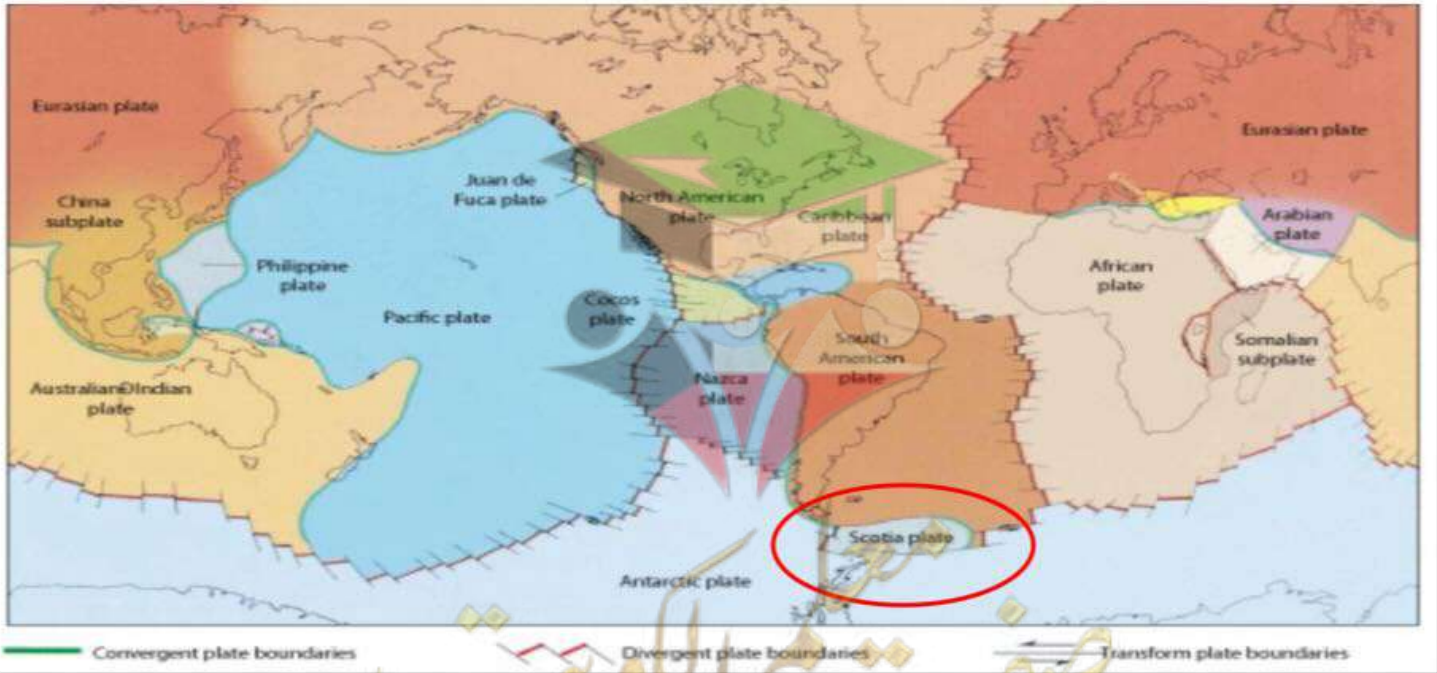 Eurasian plate
China
subplate
Philippine
plate
Australian
Indian
plate
Pacific plate
Juan de
Fuca plate
North American
plate
Caribbean
plate
Cocos
plate
Nazca
plate
South
American
plate
Scotia plate
Antarctic plate
African
plate
Eurasian plate
Arabian
plate
Somalian
subplate
Convergent plate boundaries
Divergent plate boundaries
Transform plate boundaries